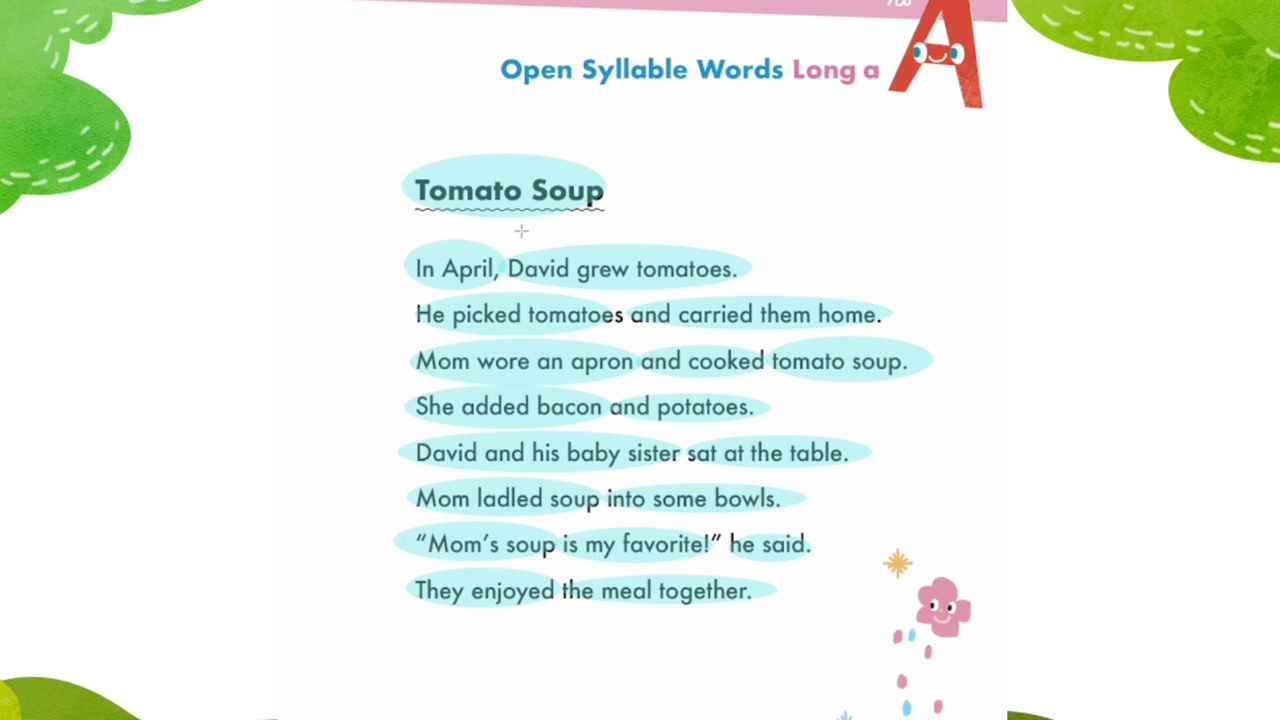 Open Syllable Words Long a
A
Tomato Soup
In April, David grew tomatoes.
He picked tomatoes and carried them home.
Mom wore an apron and cooked tomato soup.
She added bacon and potatoes.
David and his baby sister sat at the table.
Mom ladled soup into some bowls.
“Mom’s soup is my favorite!” he said.
They enjoyed the meal together.